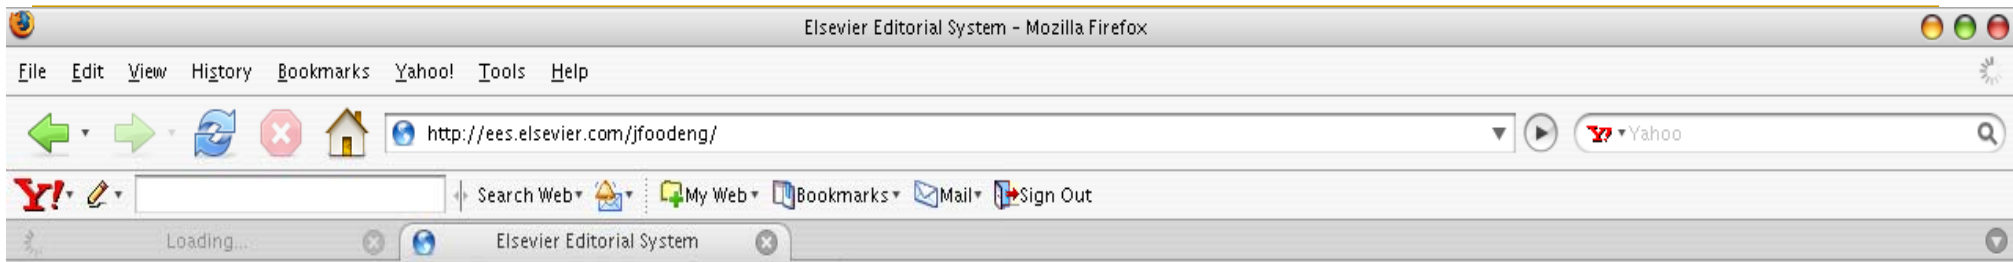 Elsevier Editorial System - Mozilla Firefox
File Edit View History Bookmarks Yahoo! Tools Help
http://ees.elsevier.com/jfoodeng/ Y! Yahoo
Y! Search Web My Web Bookmarks Mail Sign Out
Loading... Elsevier Editorial System